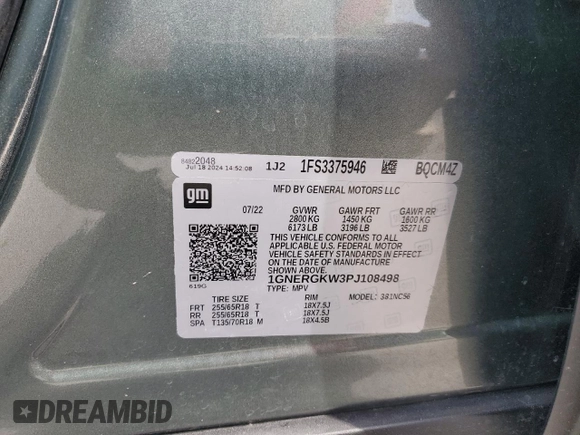 84322048
Jul 18 2024 14:52:08 1J2 1FS3375946 BQCM4Z
gm
MFD BY GENERAL MOTORS LLC
07/22 GVWR GAWR FRT GAWR RR
2800 KG 1450 KG 1600 KG
6173 LB 3196 LB 3527 LB
THIS VEHICLE CONFORMS TO ALL
APPLICABLE U.S. FEDERAL MOTOR
VEHICLE SAFETY STANDARDS IN EFFECT
ON THE DATE OF MANUFACTURE
1GNERGKW3PJ108498
619G TYPE: MPV
TIRE SIZE RIM MODEL: 381NC56
FRT 255/65R18 T 18X7.5J
RR 255/65R18 T 18X7.5J
SPA T135/70R18 M 18X4.5B
DREAMBID